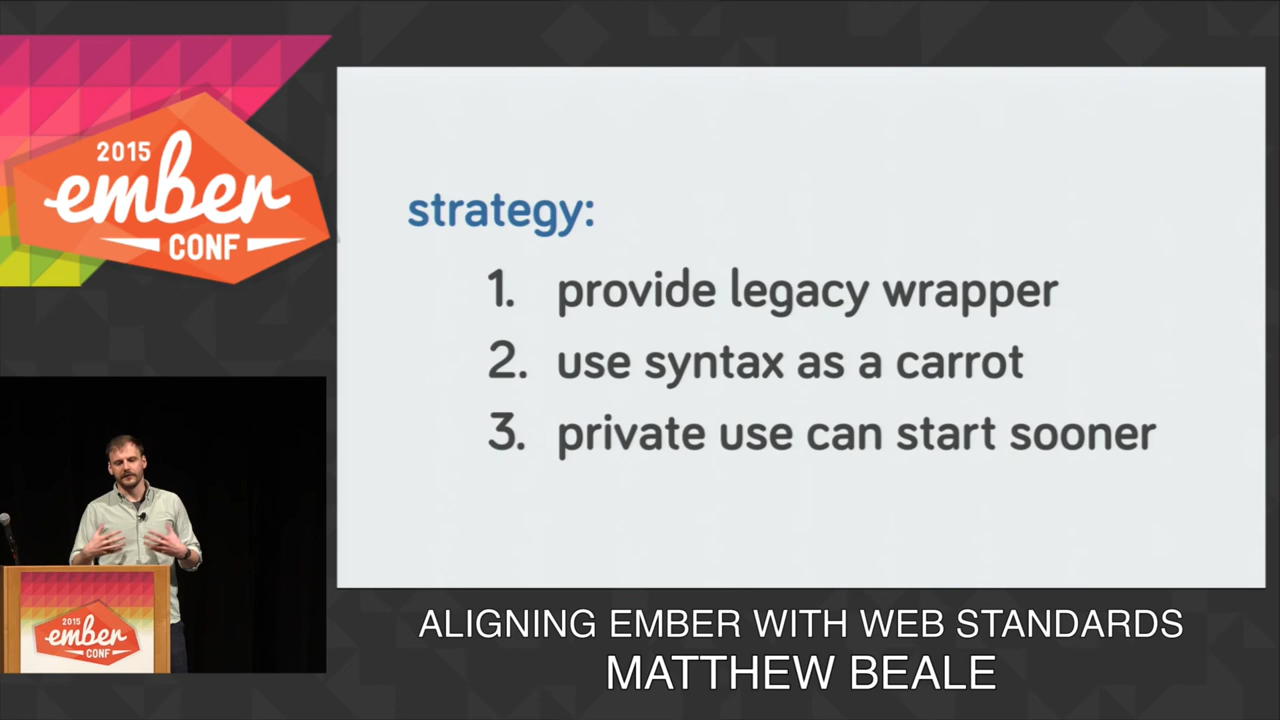 2015
ember
CONF
strategy:
1. provide legacy wrapper
2. use syntax as a carrot
3. private use can start sooner
2015
ember
CONF
ALIGNING EMBER WITH WEB STANDARDS
MATTHEW BEALE